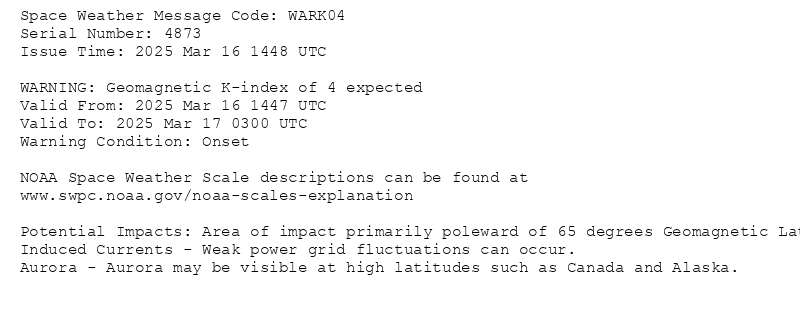 Space Weather Message Code: WARK04
Serial Number: 4873
Issue Time: 2025 Mar 16 1448 UTC
WARNING: Geomagnetic K-index of 4 expected
Valid From: 2025 Mar 16 1447 UTC
Valid To: 2025 Mar 17 0300 UTC
Warning Condition: Onset
NOAA Space Weather Scale descriptions can be found at
www.swpc.noaa.gov/noaa-scales-explanation
Potential Impacts: Area of impact primarily poleward of 65 degrees Geomagnetic
Induced Currents - Weak power grid fluctuations can occur.
Aurora - Aurora may be visible at high latitudes such as Canada and Alaska.